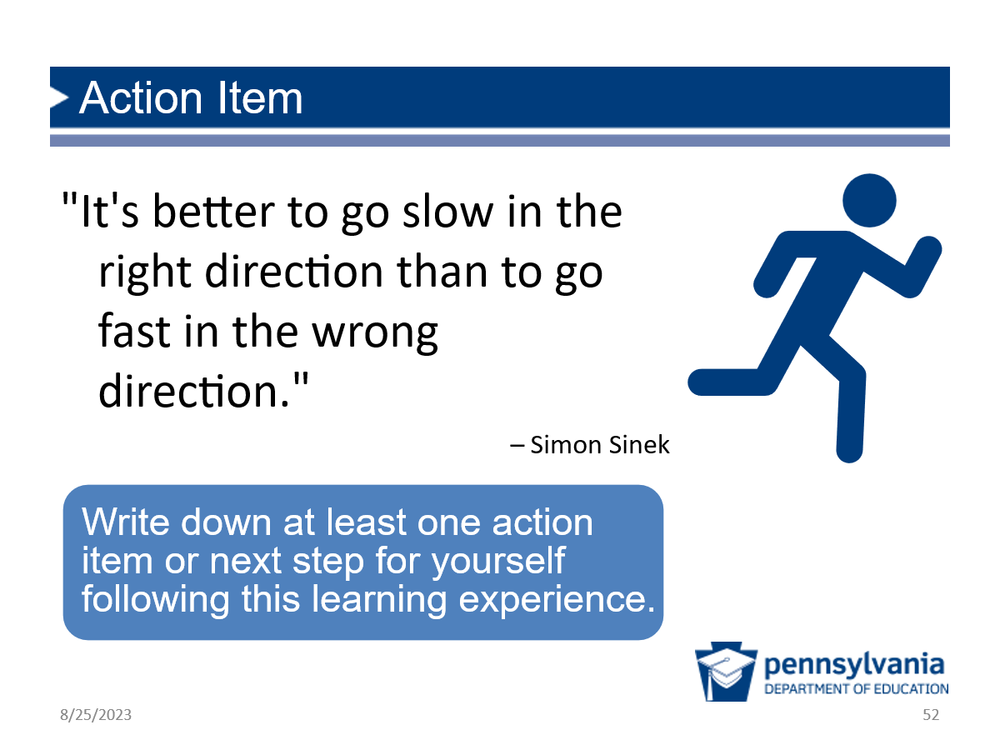 Action Item
"It's better to go slow in the
right direction than to go
fast in the wrong
direction."
– Simon Sinek
Write down at least one action
item or next step for yourself
following this learning experience.
pennsylvania
DEPARTMENT OF EDUCATION
8/25/2023
52